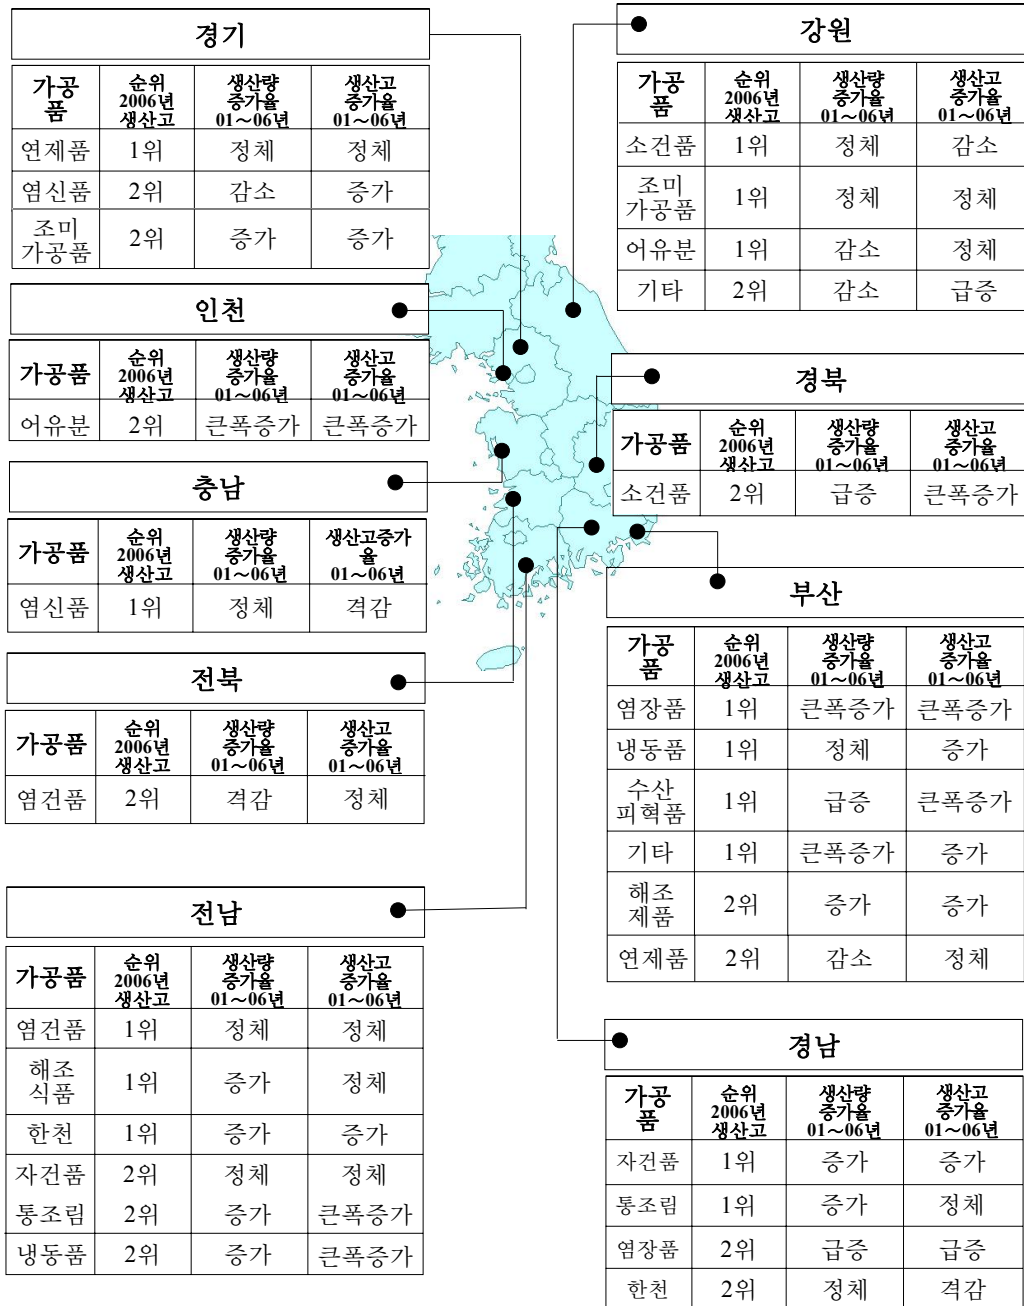 경기
가공품 순위 2006년 생산고 생산량 증가율 01～06년 생산고 증가율 01～06년
연제품 1위 정체 정체
염신품 2위 감소 증가
조미 가공품 2위 증가 증가
인천
가공품 순위 2006년 생산고 생산량 증가율 01～06년 생산고 증가율 01～06년
어유분 2위 큰폭증가 큰폭증가
충남
가공품 순위 2006년 생산고 생산량 증가율 01～06년 생산고증가율 01～06년
염신품 1위 정체 격감
전북
가공품 순위 2006년 생산고 생산량 증가율 01～06년 생산고 증가율 01～06년
염건품 2위 격감 정체
전남
가공품 순위 2006년 생산고 생산량 증가율 01～06년 생산고 증가율 01～06년
염건품 1위 정체 정체
해조 식품 1위 증가 정체
한천 1위 증가 증가
자건품 2위 정체 정체
통조림 2위 증가 큰폭증가
냉동품 2위 증가 큰폭증가
강원
가공품 순위 2006년 생산고 생산량 증가율 01～06년 생산고 증가율 01～06년
소건품 1위 정체 감소
조미 가공품 1위 정체 정체
어유분 1위 감소 정체
기타 2위 감소 급증
경북
가공품 순위 2006년 생산고 생산량 증가율 01～06년 생산고 증가율 01～06년
소건품 2위 급증 큰폭증가
부산
가공품 순위 2006년 생산고 생산량 증가율 01～06년 생산고 증가율 01～06년
염장품 1위 큰폭증가 큰폭증가
냉동품 1위 정체 증가
수산 피혁품 1위 급증 큰폭증가
기타 1위 큰폭증가 증가
해조 제품 2위 증가 증가
연제품 2위 감소 정체
경남
가공품 순위 2006년 생산고 생산량 증가율 01～06년 생산고 증가율 01～06년
자건품 1위 증가 증가
통조림 1위 증가 정체
염장품 2위 급증 급증
한천 2위 정체 격감